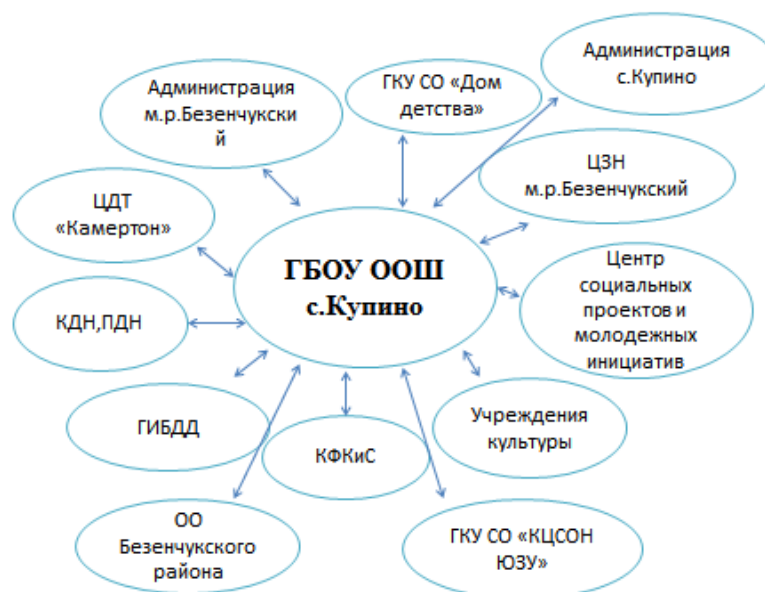 Администрация
с.Купино
ГКУ СО «Дом
детства»
Администрация
м.р.Безенчукски
й
ЦЗН
м.р.Безенчукский
ЦДТ
«Камертон»
ГБОУ ООШ
с.Купино
Центр
социальных
проектов и
молодежных
инициатив
КДН,ПДН
Учреждения
культуры
ГИБДД
КФКиС
ОО
Безенчукского
района
ГКУ СО «КЦСОН
ЮЗУ»